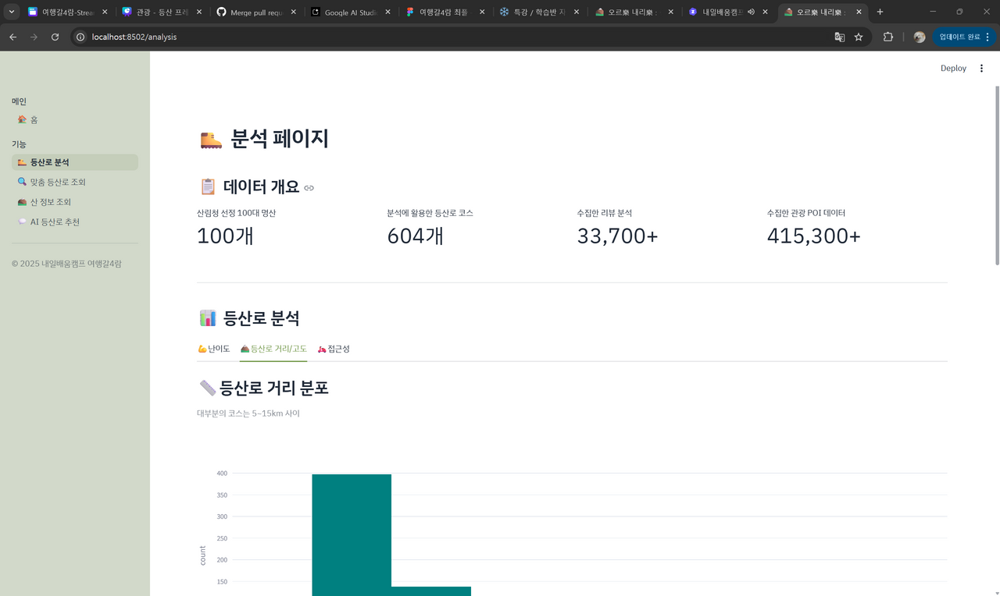 여행갈4람-Strean
관광 - 등산 프레
Merge pull requ
Google AI Studi
여행갈4람 최플
특강 / 학습반 지
오르樂 내리樂 :
내일배움캠프
오르樂 내리樂 :
localhost:8502/analysis
업데이트 완료
Deploy
메인
홈
기능
등산로 분석
맞춤 등산로 조회
산 정보 조회
AI 등산로 추천
© 2025 내일배움캠프 여행갈4람
분석 페이지
데이터 개요
산림청 선정 100대 명산
100개
분석에 활용한 등산로 코스
604개
수집한 리뷰 분석
33,700+
수집한 관광 POI 데이터
415,300+
등산로 분석
난이도 등산로 거리/고도 접근성
등산로 거리 분포
대부분의 코스는 5–15km 사이
400
350
300
250
200
150
count